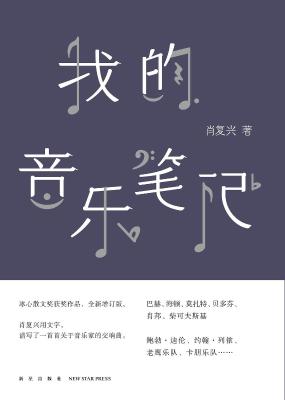 我的
肖复兴 著
音乐笔记
冰心散文奖获奖作品，全新增订版。
肖复兴用文字，
谱写了一首首关于音乐家的交响曲。
巴赫、海顿、莫扎特、贝多芬、
肖邦、柴可夫斯基
鲍勃·迪伦、约翰·列侬、
老鹰乐队、卡朋乐队……
新星出版社 NEW STAR PRESS